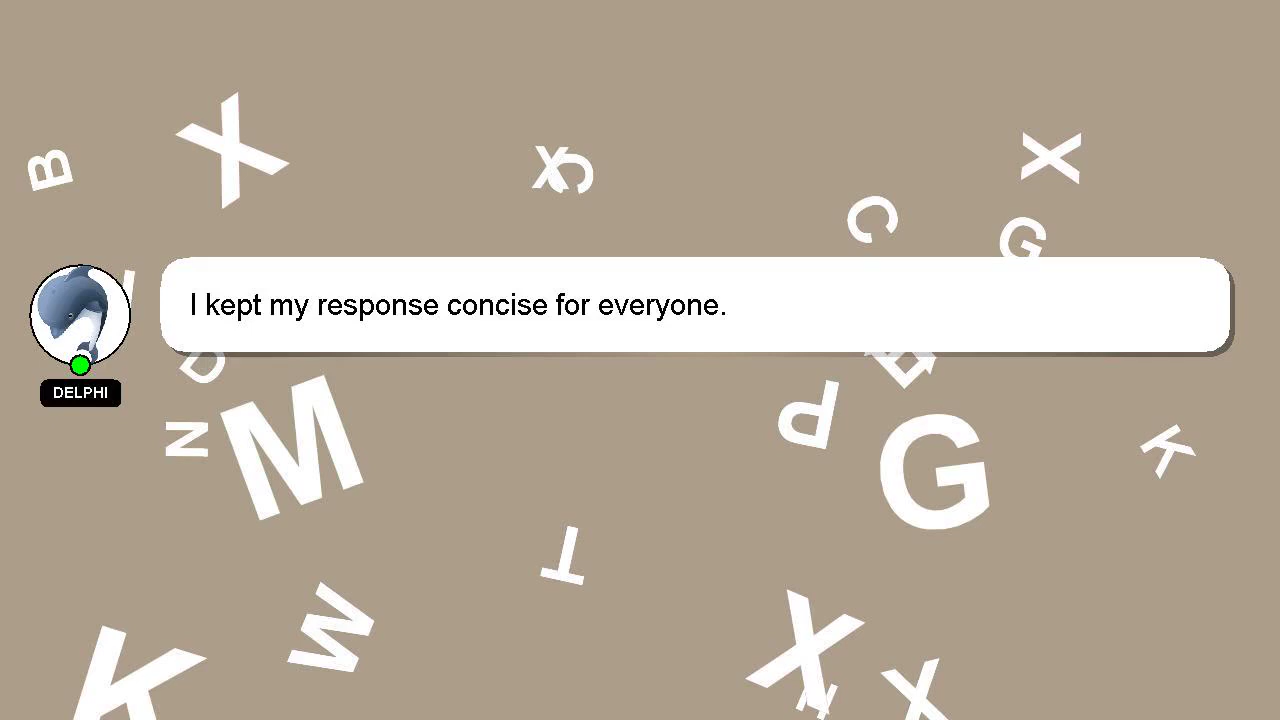 B
X
X
C
X
C
G
I kept my response concise for everyone.
DELPHI
D
B
N
M
P
G
K
T
W
X
K
X
N